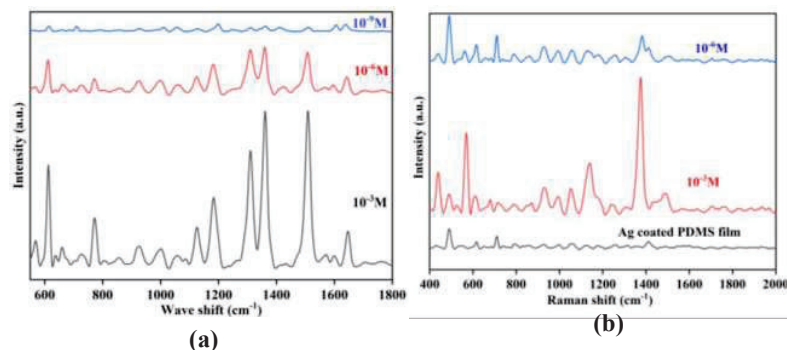 10⁻⁹M
10⁻⁶M
10⁻³M
Intensity (a.u.)
600 800 1000 1200 1400 1600 1800
Wave shift (cm⁻¹)
(a)
10⁻⁶M
10⁻³M
Ag coated PDMS film
Intensity (a.u.)
400 600 800 1000 1200 1400 1600 1800 2000
Raman shift (cm⁻¹)
(b)